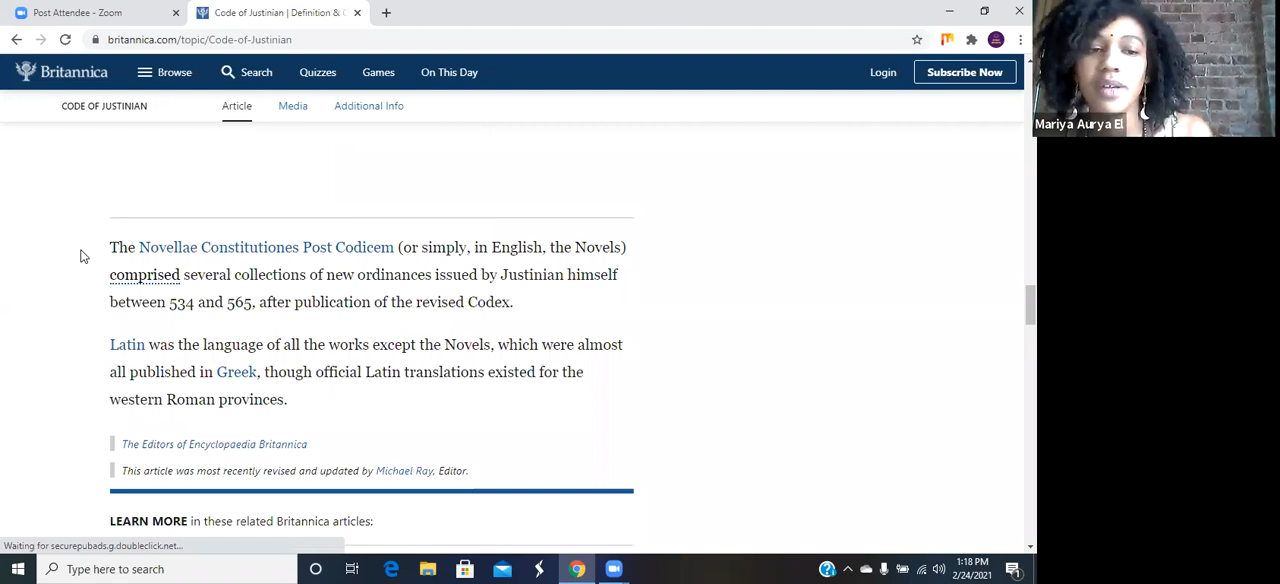 Post Attendee - Zoom
Code of Justinian | Definition & C
britannica.com/topic/Code-of-Justinian
Britannica
Browse
Search
Quizzes
Games
On This Day
Login
Subscribe Now
CODE OF JUSTINIAN
Article
Media
Additional Info
Mariya Aurya El
The Novellae Constitutiones Post Codicem (or simply, in English, the Novels)
comprised several collections of new ordinances issued by Justinian himself
between 534 and 565, after publication of the revised Codex.
Latin was the language of all the works except the Novels, which were almost
all published in Greek, though official Latin translations existed for the
western Roman provinces.
The Editors of Encyclopaedia Britannica
This article was most recently revised and updated by Michael Ray, Editor.
LEARN MORE in these related Britannica articles:
Waiting for securepubads.g.doubleclick.net...
Type here to search
1:18 PM
2/24/2021